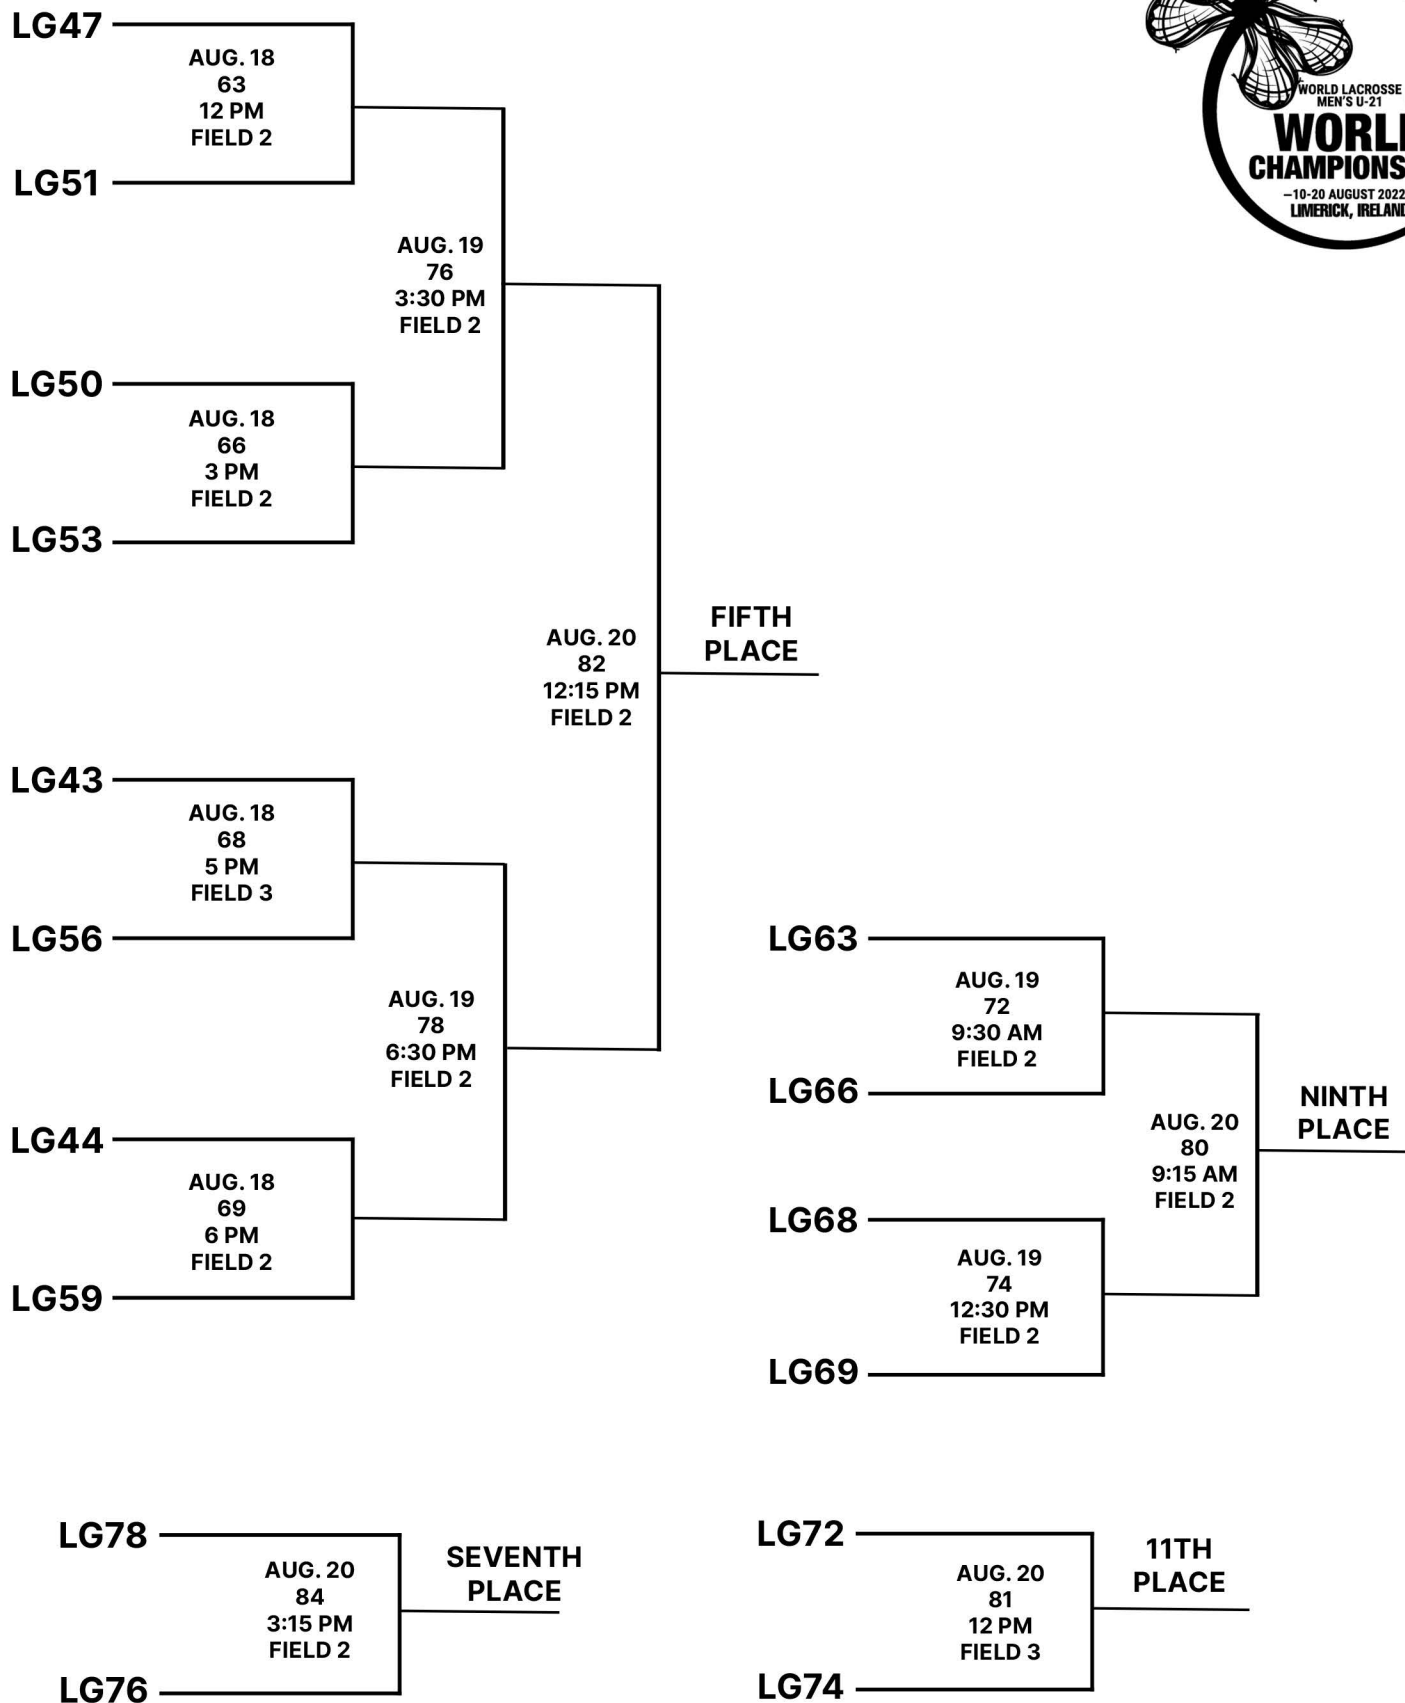 LG47
AUG. 18
63
12 PM
FIELD 2
LG51
WORLD LACROSSE
MEN'S U-21
CHAMPIONS
–10-20 AUGUST 2022
LIMERICK, IRELAND
AUG. 19
76
3:30 PM
FIELD 2
LG50
AUG. 18
66
3 PM
FIELD 2
LG53
AUG. 20
82
12:15 PM
FIELD 2
FIFTH
PLACE
LG43
AUG. 18
68
5 PM
FIELD 3
LG56
AUG. 19
78
6:30 PM
FIELD 2
LG44
AUG. 18
69
6 PM
FIELD 2
LG59
LG63
AUG. 19
72
9:30 AM
FIELD 2
LG66
AUG. 20
80
9:15 AM
FIELD 2
NINTH
PLACE
LG68
AUG. 19
74
12:30 PM
FIELD 2
LG69
LG78
AUG. 20
84
3:15 PM
FIELD 2
LG76
SEVENTH
PLACE
LG72
AUG. 20
81
12 PM
FIELD 3
LG74
11TH
PLACE